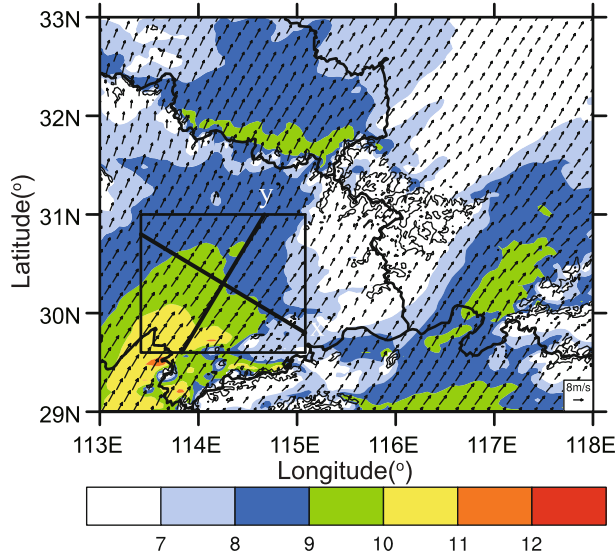 33N
32N
31N
30N
29N
Latitude(°)
y
x
8m/s
113E 114E 115E 116E 117E 118E
Longitude(°)
7 8 9 10 11 12